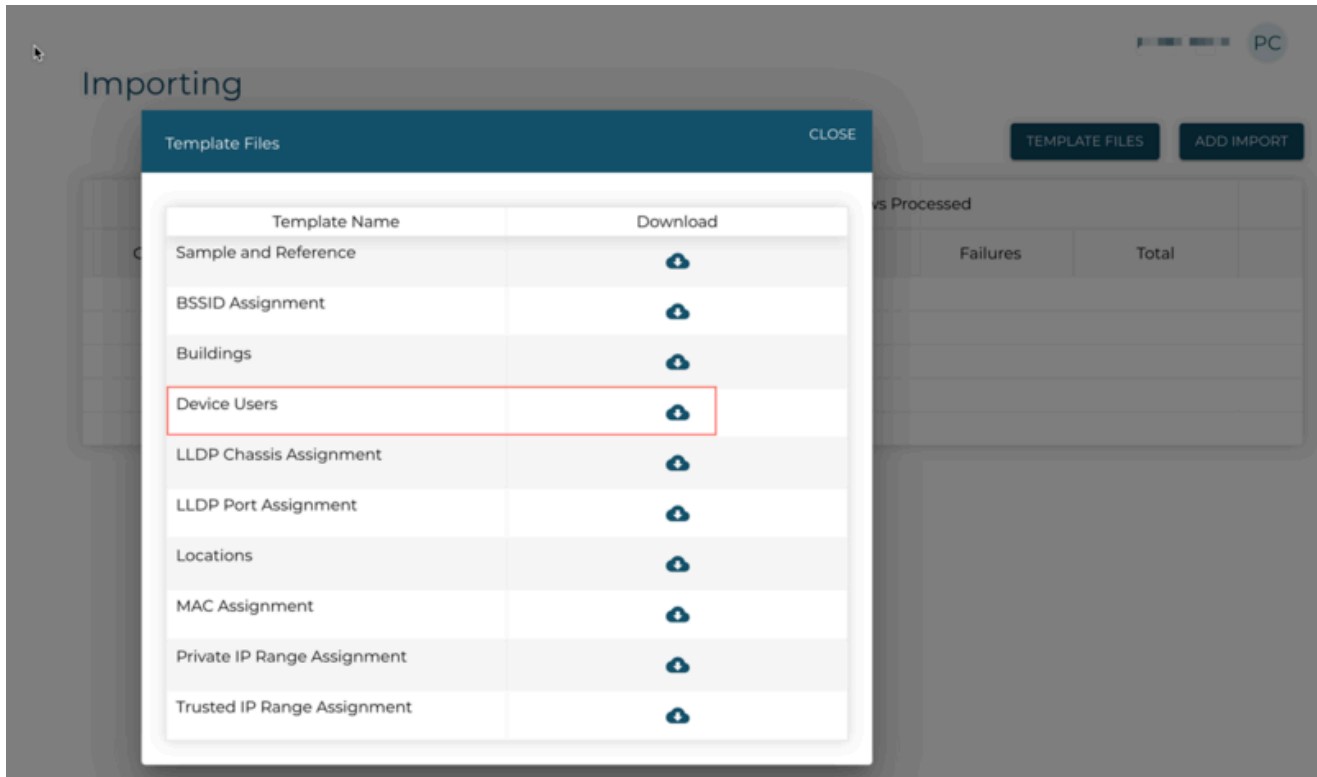 PC
Importing
Template Files CLOSE
TEMPLATE FILES ADD IMPORT
Processed
Template Name Download
Failures Total
Sample and Reference
BSSID Assignment
Buildings
Device Users
LLDP Chassis Assignment
LLDP Port Assignment
Locations
MAC Assignment
Private IP Range Assignment
Trusted IP Range Assignment